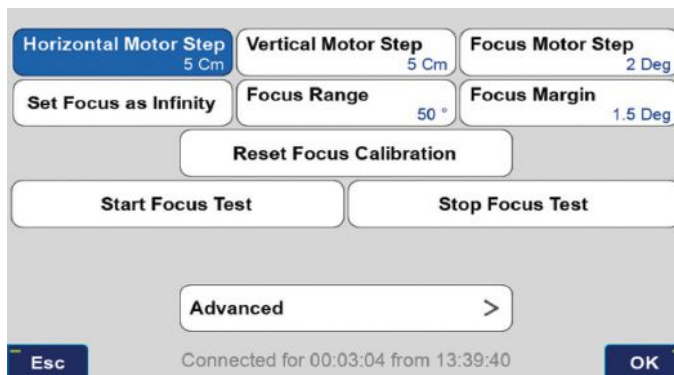 Horizontal Motor Step
5 Cm
Vertical Motor Step
5 Cm
Focus Motor Step
2 Deg
Set Focus as Infinity
Focus Range
50 °
Focus Margin
1.5 Deg
Reset Focus Calibration
Start Focus Test
Stop Focus Test
Advanced >
Esc
Connected for 00:03:04 from 13:39:40
OK